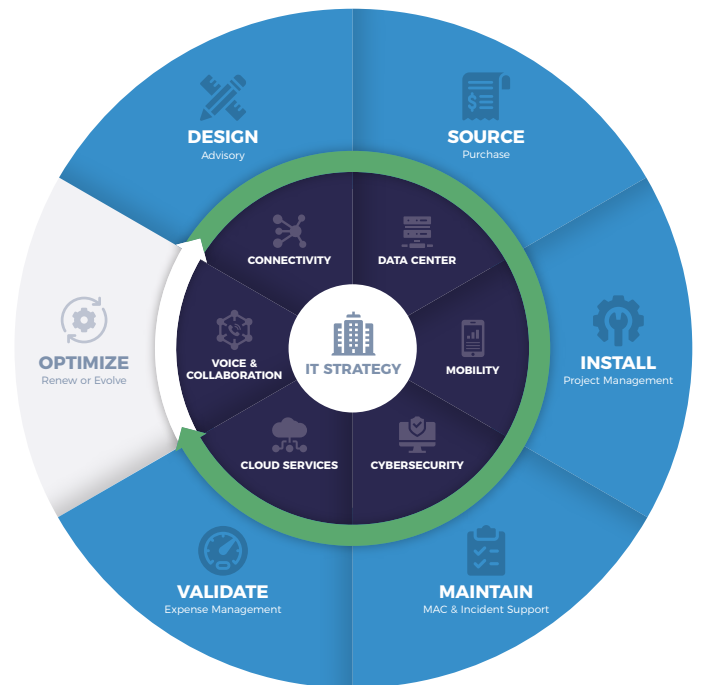 DESIGN
Advisory
SOURCE
Purchase
CONNECTIVITY
DATA CENTER
OPTIMIZE
Renew or Evolve
VOICE &
COLLABORATION
IT STRATEGY
MOBILITY
INSTALL
Project Management
CLOUD SERVICES
CYBERSECURITY
VALIDATE
Expense Management
MAINTAIN
MAC & Incident Support